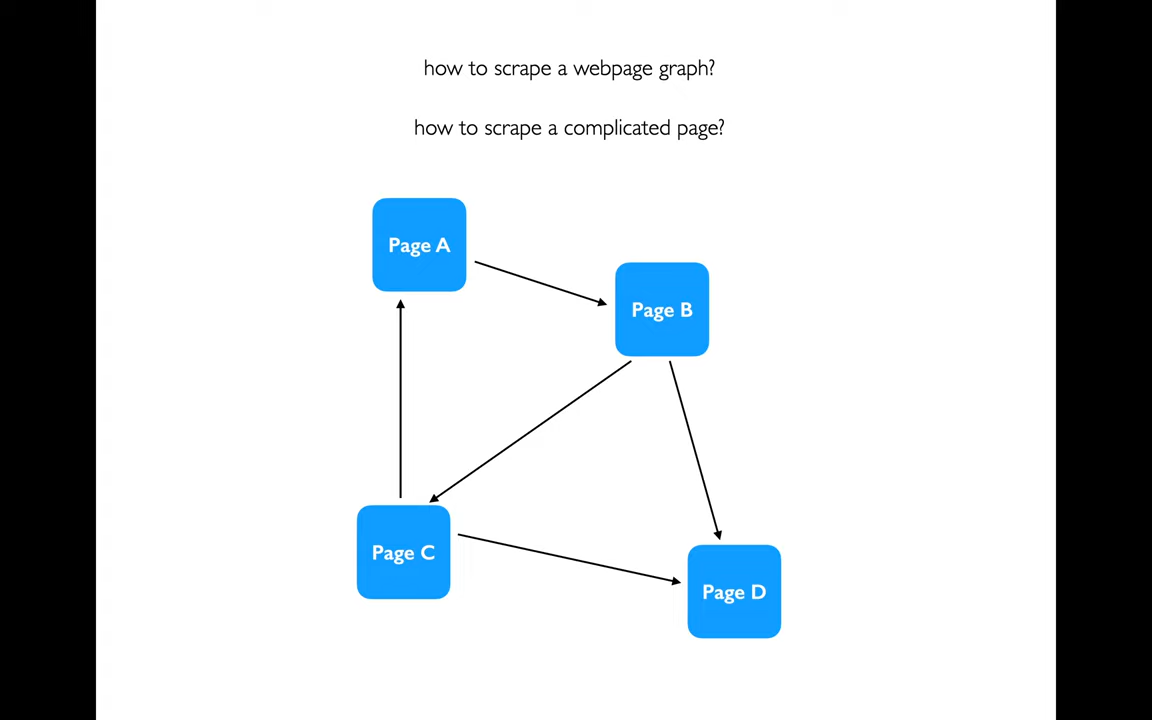 how to scrape a webpage graph?
how to scrape a complicated page?
Page A
Page B
Page C
Page D